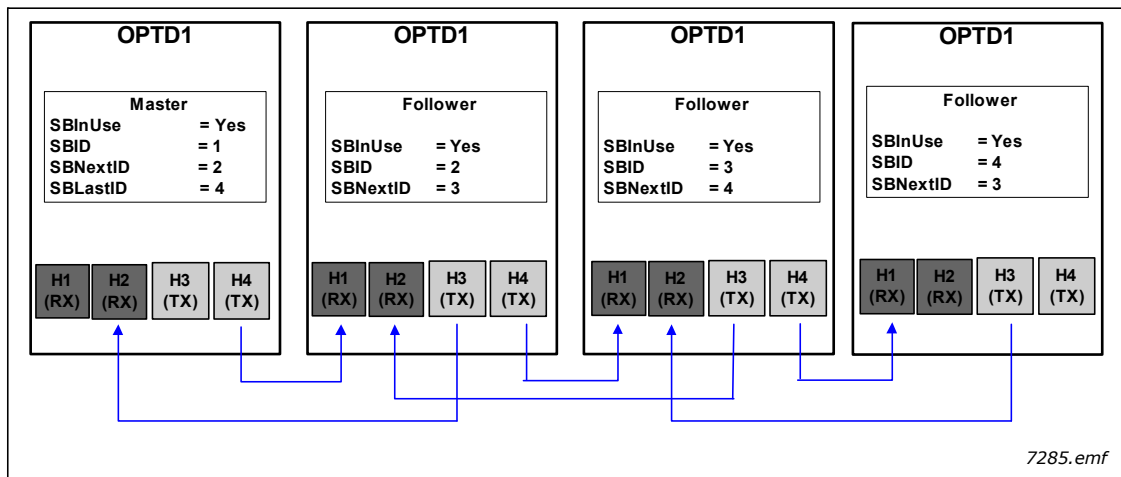 OPTD1
Master
SBInUse = Yes
SBID = 1
SBNextID = 2
SBLastID = 4
H1 (RX)
H2 (RX)
H3 (TX)
H4 (TX)
OPTD1
Follower
SBInUse = Yes
SBID = 2
SBNextID = 3
H1 (RX)
H2 (RX)
H3 (TX)
H4 (TX)
OPTD1
Follower
SBInUse = Yes
SBID = 3
SBNextID = 4
H1 (RX)
H2 (RX)
H3 (TX)
H4 (TX)
OPTD1
Follower
SBInUse = Yes
SBID = 4
SBNextID = 3
H1 (RX)
H2 (RX)
H3 (TX)
H4 (TX)
7285.emf